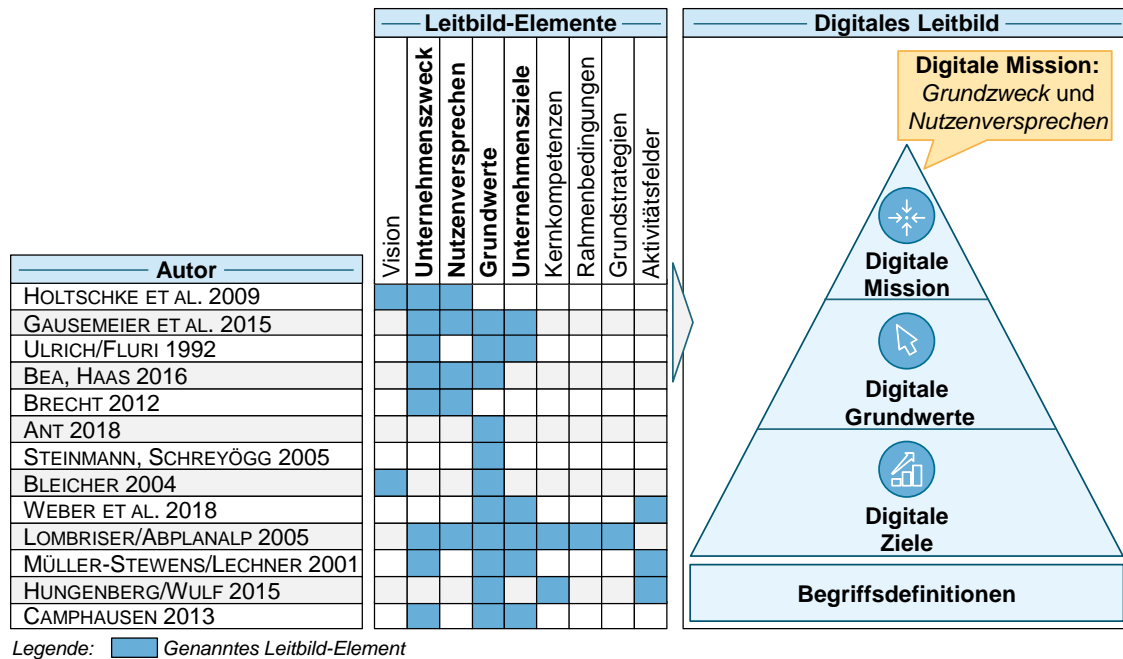 Leitbild-Elemente
Vision
Unternehmenszweck
Nutzenversprechen
Grundwerte
Unternehmensziele
Kernkompetenzen
Rahmenbedingungen
Grundstrategien
Aktivitätsfelder
Autor
HOLTSCHKE ET AL. 2009
GAUSEMEIER ET AL. 2015
ULRICH/FLURI 1992
BEA, HAAS 2016
BRECHT 2012
ANT 2018
STEINMANN, SCHREYÖGG 2005
BLEICHER 2004
WEBER ET AL. 2018
LOMBRISER/ABPLANALP 2005
MÜLLER-STEWENS/LECHNER 2001
HUNGENBERG/WULF 2015
CAMPHAUSEN 2013
Legende:
Genanntes Leitbild-Element
Digitales Leitbild
Digitale Mission:
Grundzweck und
Nutzenversprechen
Digitale
Mission
Digitale
Grundwerte
Digitale
Ziele
Begriffsdefinitionen